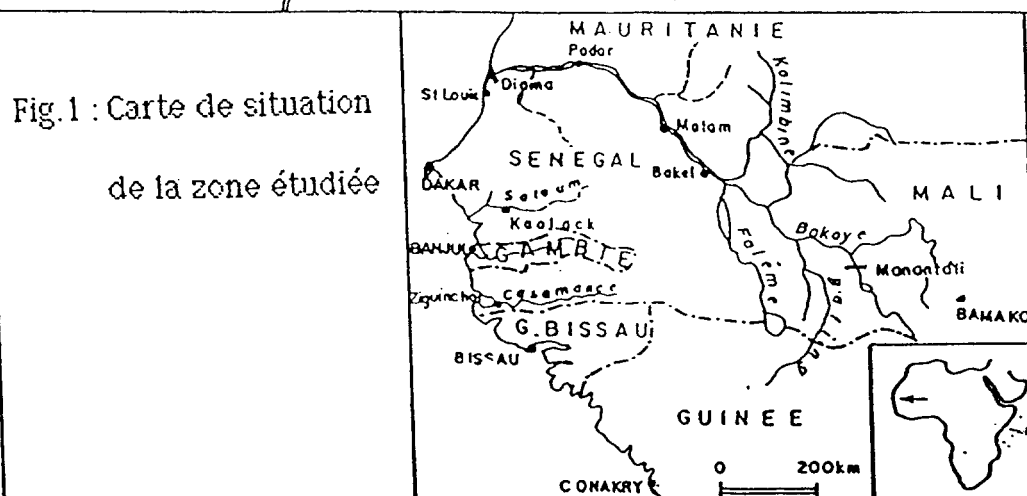 Fig.1 : Carte de situation
de la zone étudiée
MAURITANIE
Podor
Diama
St Louis
Kolimbiné
Matam
SENEGAL
Bakel
MALI
DAKAR
Saloum
Kaolack
Bakoye
BANJUL
GAMBIE
Falémé
Manantali
Ziguinchor
Casamance
BAMAKO
G.BISSAU
BISSAU
GUINEE
0 200km
CONAKRY